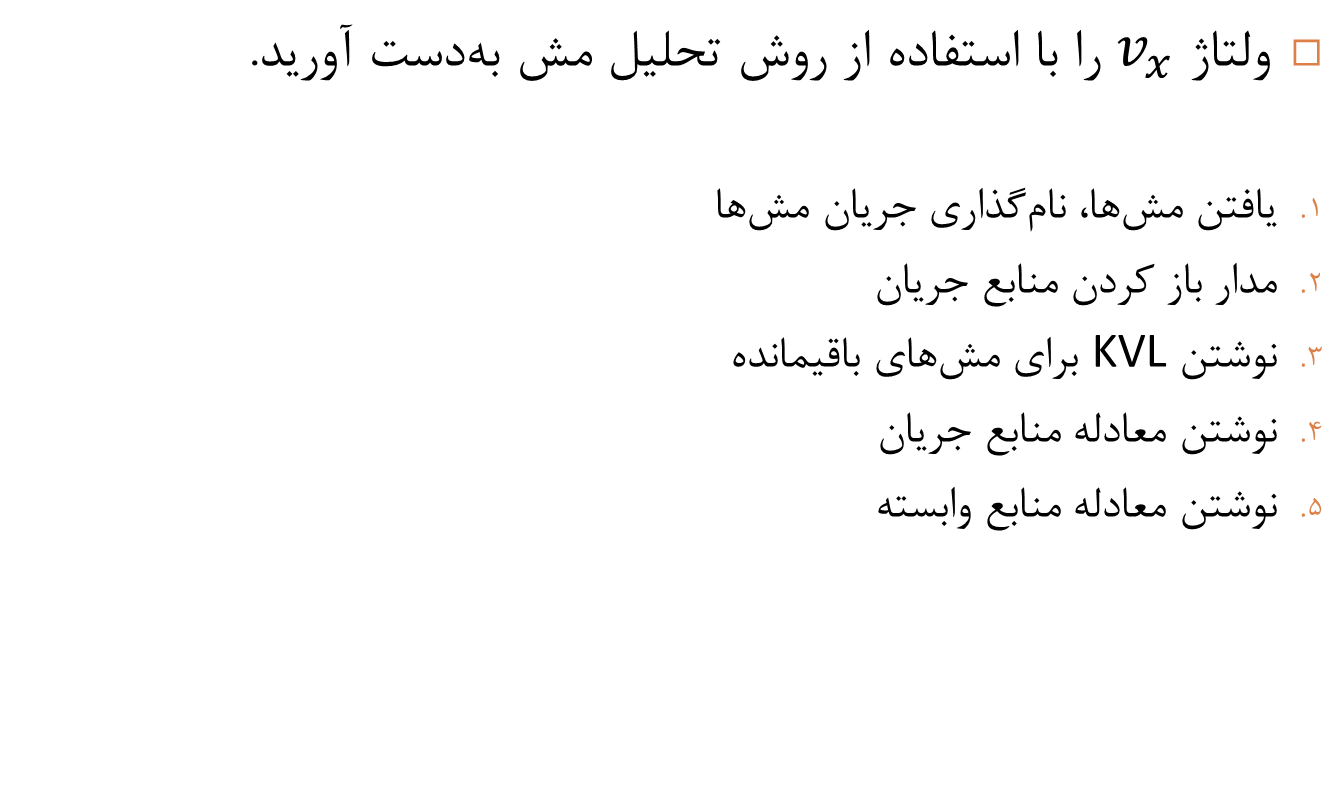 ولتاژ 𝑣ₓ را با استفاده از روش تحلیل مش به‌دست آورید.
۱. یافتن مش‌ها، نام‌گذاری جریان مش‌ها
۲. مدار باز کردن منابع جریان
۳. نوشتن KVL برای مش‌های باقیمانده
۴. نوشتن معادله منابع جریان
۵. نوشتن معادله منابع وابسته